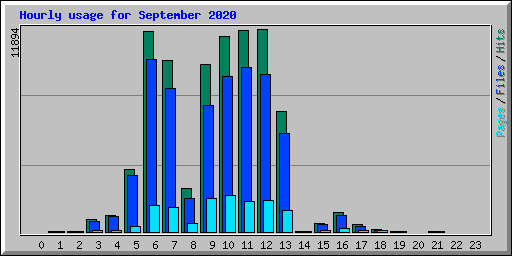 Hourly usage for September 2020
11894
Pages / Files / Hits
0 1 2 3 4 5 6 7 8 9 10 11 12 13 14 15 16 17 18 19 20 21 22 23